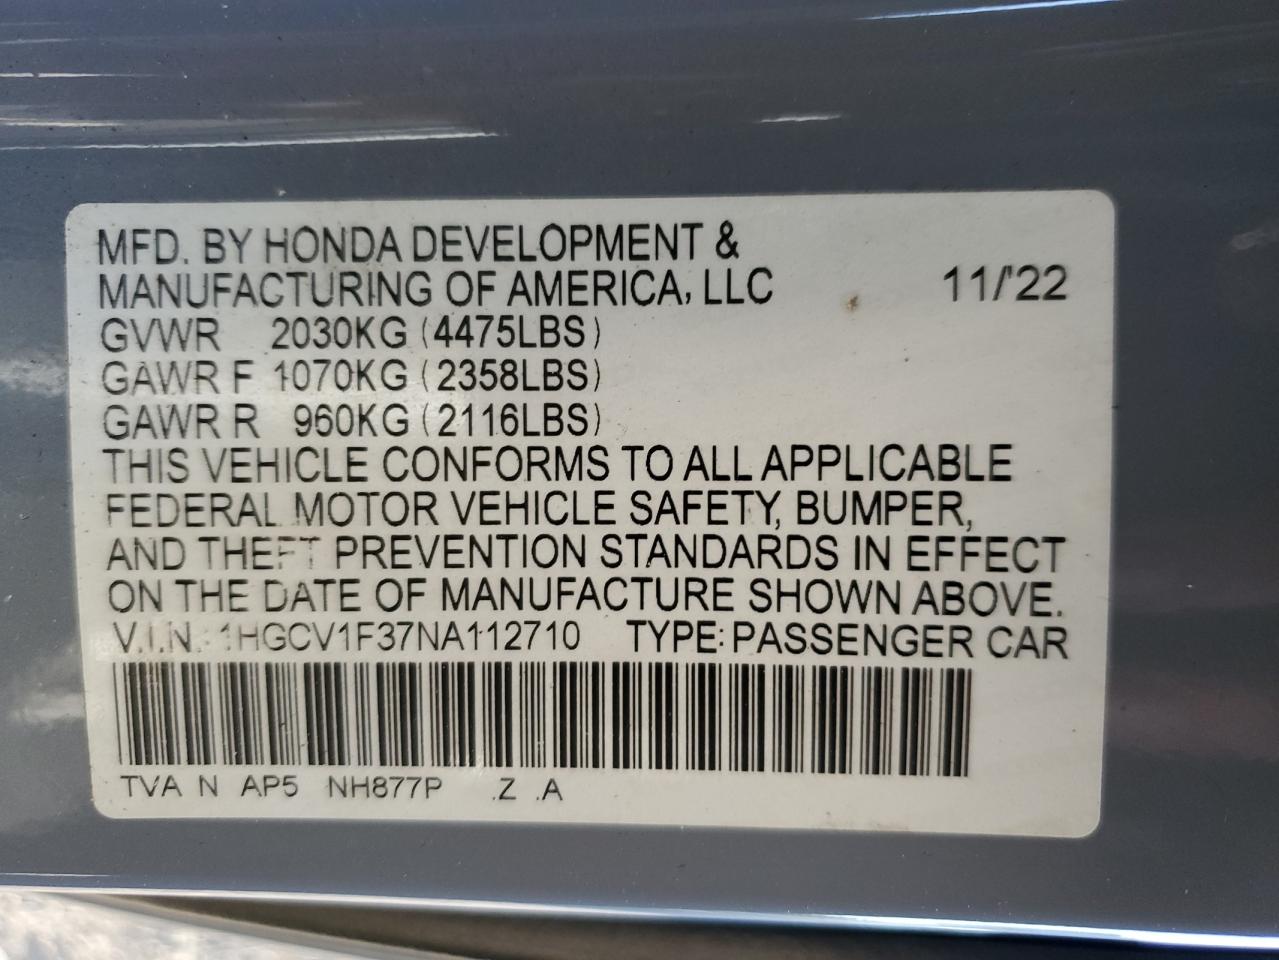 MFD. BY HONDA DEVELOPMENT &
MANUFACTURING OF AMERICA, LLC 11/'22
GVWR 2030KG (4475LBS)
GAWR F 1070KG (2358LBS)
GAWR R 960KG (2116LBS)
THIS VEHICLE CONFORMS TO ALL APPLICABLE
FEDERAL MOTOR VEHICLE SAFETY, BUMPER,
AND THEFT PREVENTION STANDARDS IN EFFECT
ON THE DATE OF MANUFACTURE SHOWN ABOVE.
V.I.N.: 1HGCV1F37NA112710 TYPE: PASSENGER CAR
TVA N AP5 NH877P .Z .A